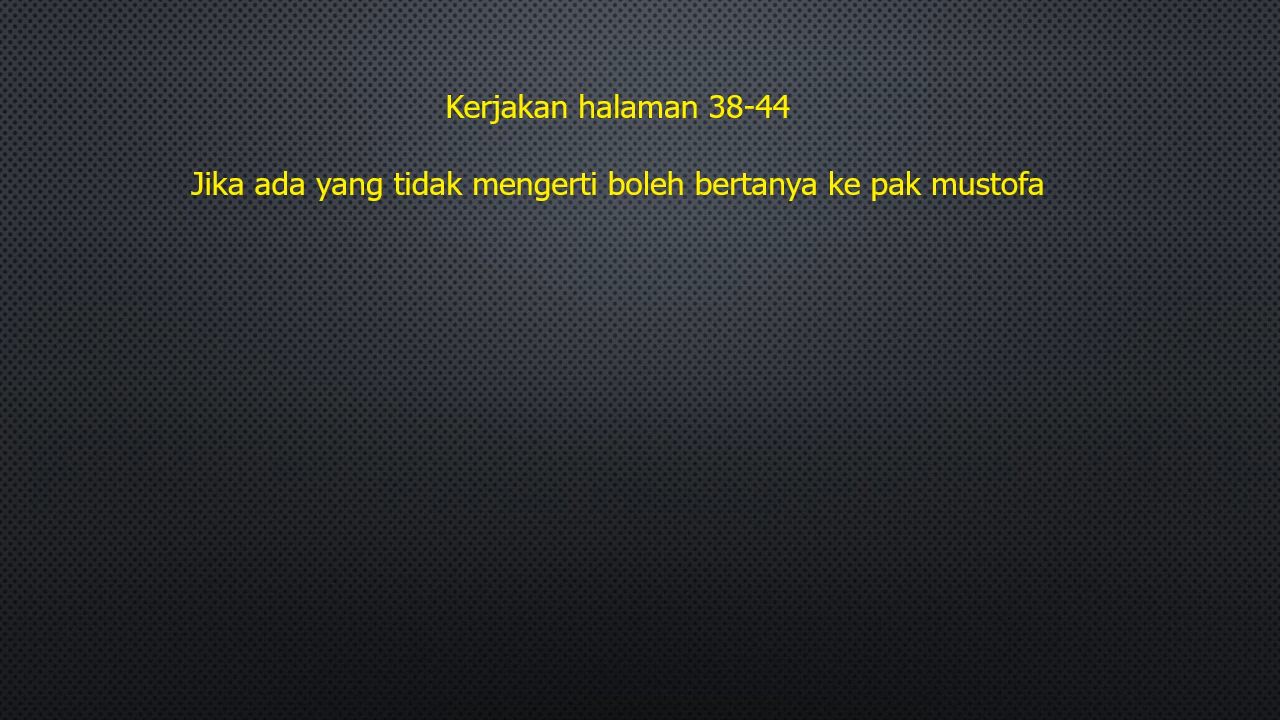 Kerjakan halaman 38-44
Jika ada yang tidak mengerti boleh bertanya ke pak mustofa